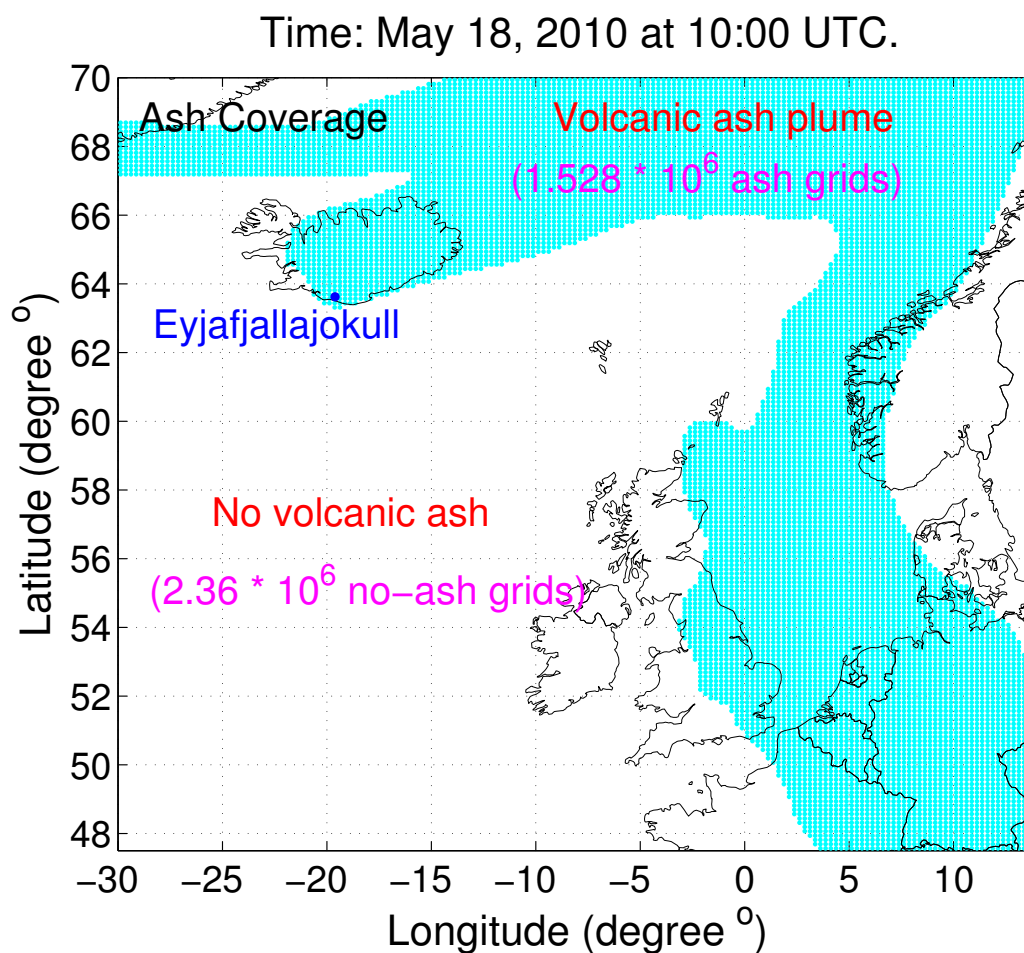 Time: May 18, 2010 at 10:00 UTC.
Ash Coverage
Volcanic ash plume
(1.528 * 10^6 ash grids)
Eyjafjallajokull
No volcanic ash
(2.36 * 10^6 no−ash grids)
Latitude (degree °)
70
68
66
64
62
60
58
56
54
52
50
48
−30 −25 −20 −15 −10 −5 0 5 10
Longitude (degree °)